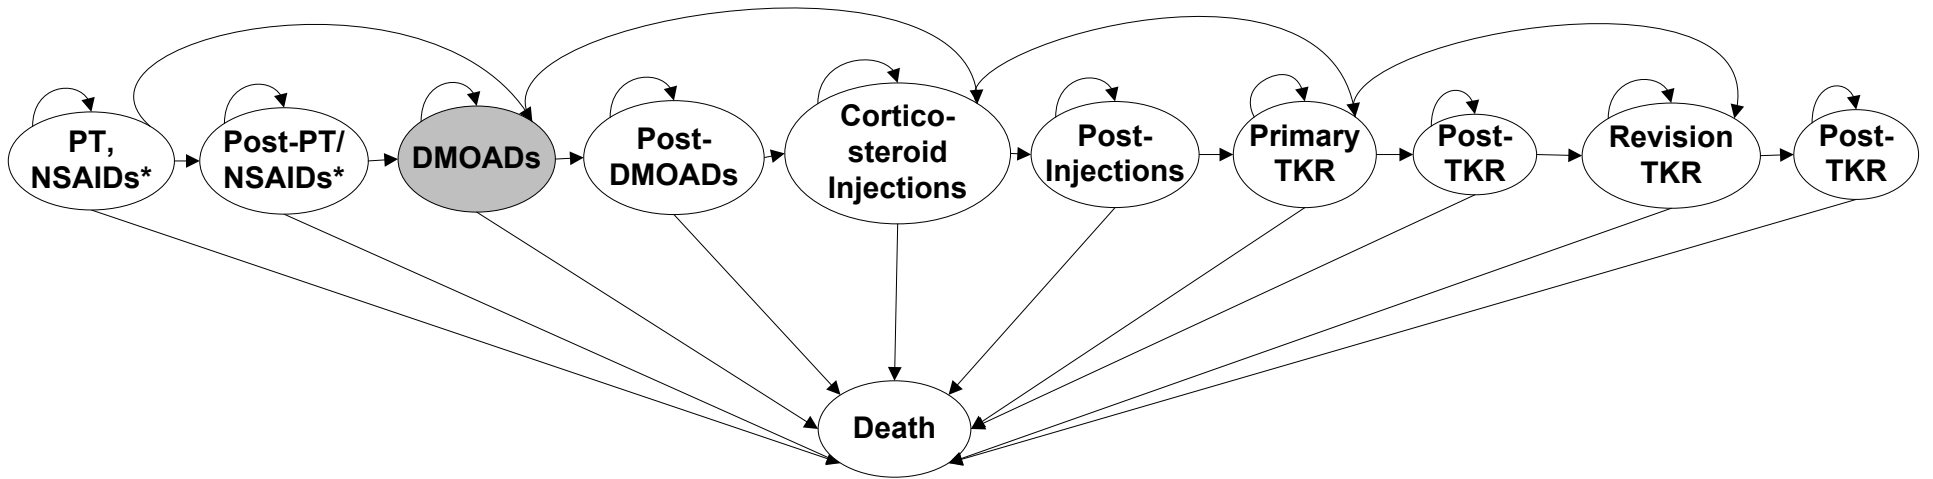 PT,
NSAIDs*
Post-PT/
NSAIDs*
DMOADs
Post-
DMOADs
Cortico-
steroid
Injections
Post-
Injections
Primary
TKR
Post-
TKR
Revision
TKR
Post-
TKR
Death